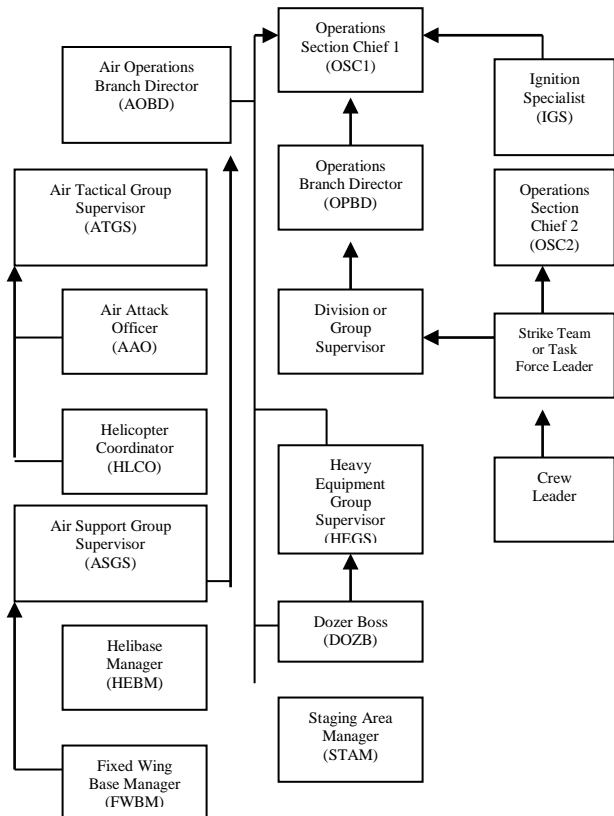 Air Operations
Branch Director
(AOBD)
Air Tactical Group
Supervisor
(ATGS)
Air Attack
Officer
(AAO)
Helicopter
Coordinator
(HLCO)
Air Support Group
Supervisor
(ASGS)
Helibase
Manager
(HEBM)
Fixed Wing
Base Manager
(FWBM)
Operations
Section Chief 1
(OSC1)
Operations
Branch Director
(OPBD)
Division or
Group
Supervisor
Heavy
Equipment
Group
Supervisor
(HEGS)
Dozer Boss
(DOZB)
Staging Area
Manager
(STAM)
Ignition
Specialist
(IGS)
Operations
Section
Chief 2
(OSC2)
Strike Team
or Task
Force Leader
Crew
Leader